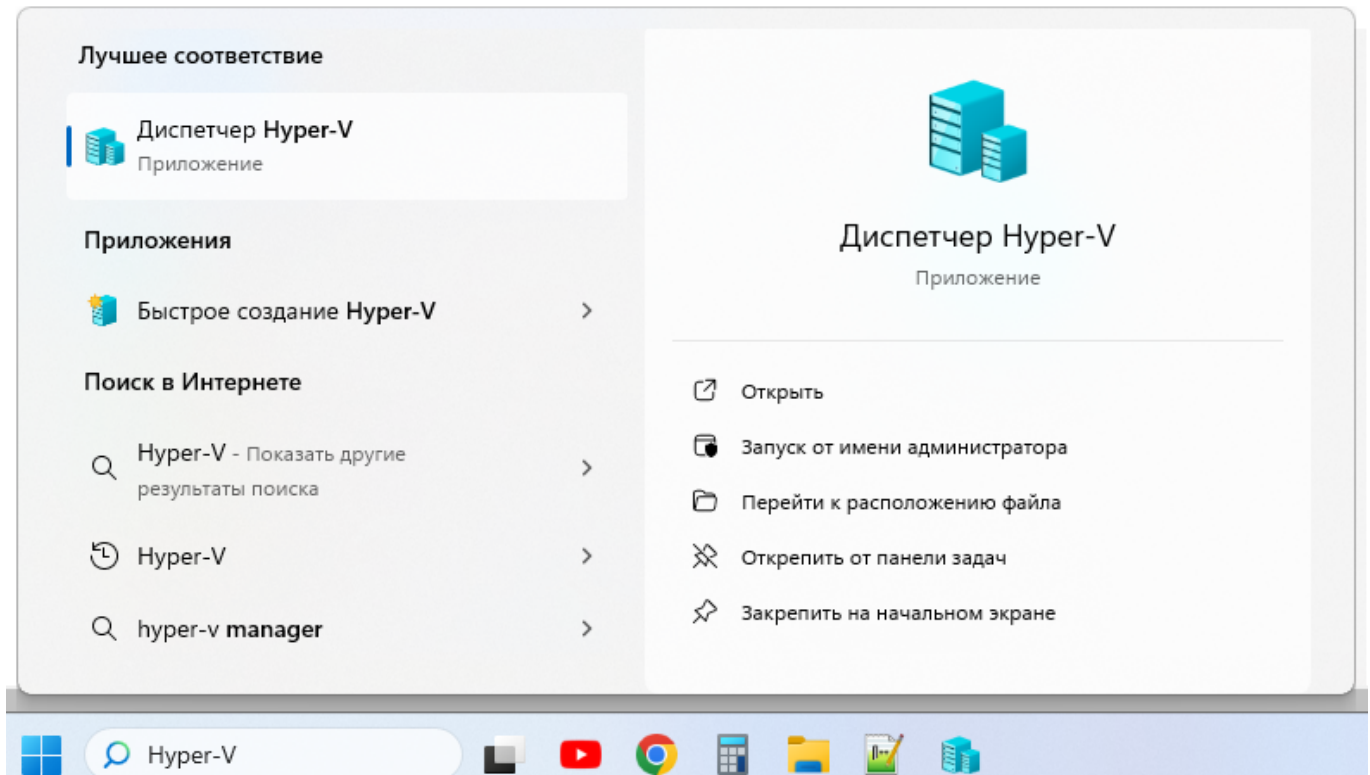 Лучшее соответствие
Диспетчер Hyper-V
Приложение
Приложения
Быстрое создание Hyper-V
Поиск в Интернете
Hyper-V - Показать другие
результаты поиска
Hyper-V
hyper-v manager
Диспетчер Hyper-V
Приложение
Открыть
Запуск от имени администратора
Перейти к расположению файла
Открепить от панели задач
Закрепить на начальном экране
Hyper-V